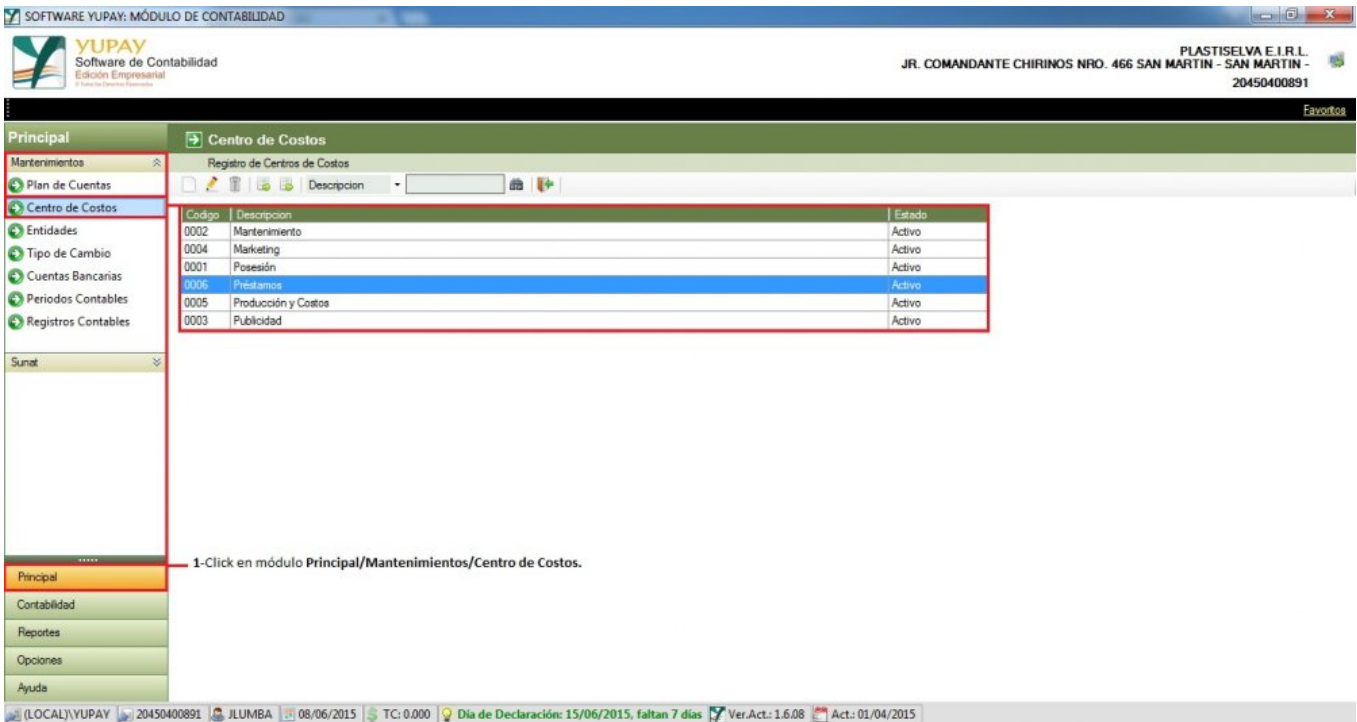 SOFTWARE YUPAY: MÓDULO DE CONTABILIDAD
YUPAY
Software de Contabilidad
Edición Empresarial
© Todos los Derechos Reservados
PLASTISELVA E.I.R.L.
JR. COMANDANTE CHIRINOS NRO. 466 SAN MARTIN - SAN MARTIN -
20450400891
Favoritos
Principal
Centro de Costos
Mantenimientos
Registro de Centros de Costos
Plan de Cuentas
Descripcion
Centro de Costos
Entidades
Tipo de Cambio
Cuentas Bancarias
Periodos Contables
Registros Contables
Sunat
Codigo Descripcion Estado
0002 Mantenimiento Activo
0004 Marketing Activo
0001 Posesión Activo
0006 Préstamos Activo
0005 Producción y Costos Activo
0003 Publicidad Activo
1-Click en módulo Principal/Mantenimientos/Centro de Costos.
Principal
Contabilidad
Reportes
Opciones
Ayuda
(LOCAL)\YUPAY 20450400891 JLUMBA 08/06/2015 TC: 0.000 Día de Declaración: 15/06/2015, faltan 7 días Ver.Act.: 1.6.08 Act.: 01/04/2015